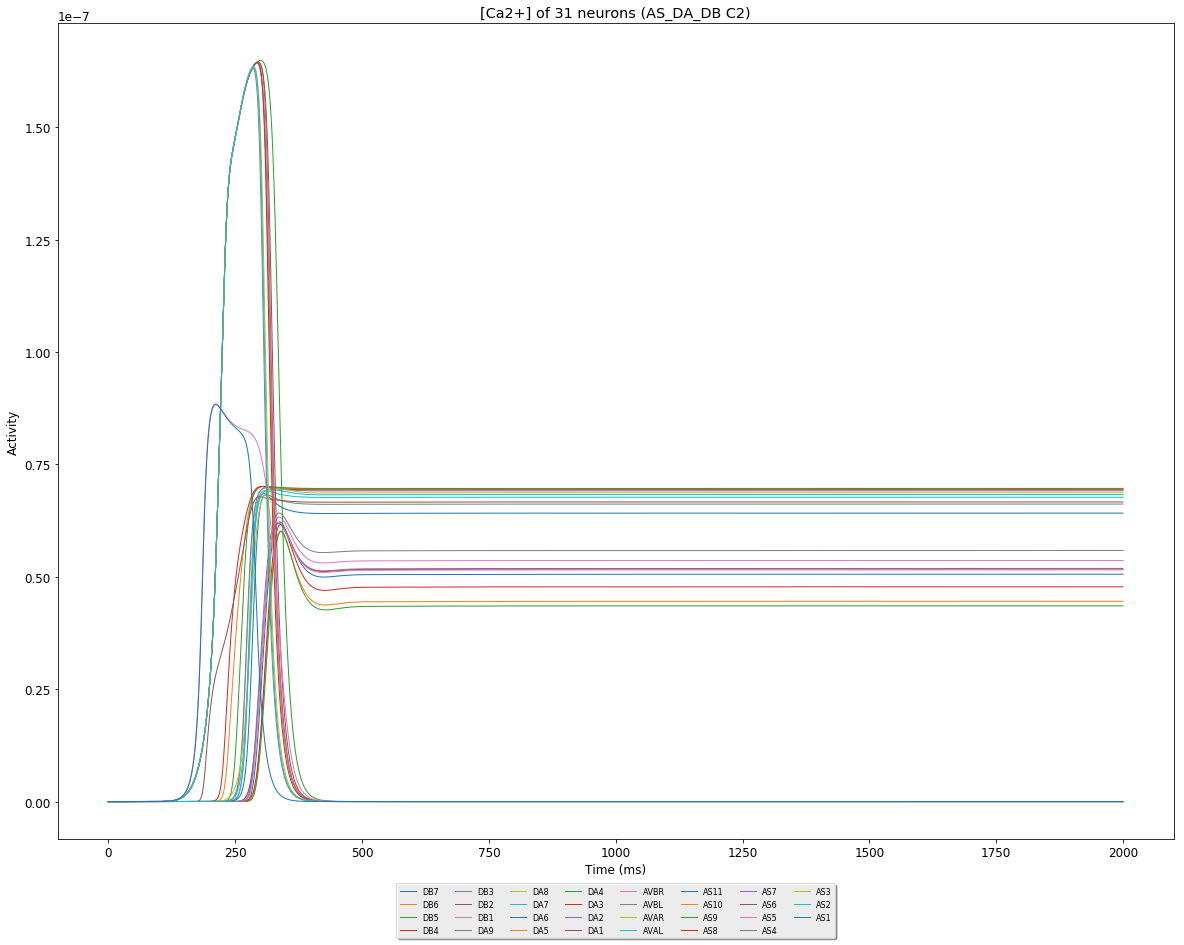 [Ca2+] of 31 neurons (AS_DA_DB C2)
1e−7
1.50
1.25
1.00
0.75
0.50
0.25
0.00
Activity
0 250 500 750 1000 1250 1500 1750 2000
Time (ms)
DB7 DB3 DA8 DA4 AVBR AS11 AS7 AS3
DB6 DB2 DA7 DA3 AVBL AS10 AS6 AS2
DB5 DB1 DA6 DA2 AVAR AS9 AS5 AS1
DB4 DA9 DA5 DA1 AVAL AS8 AS4